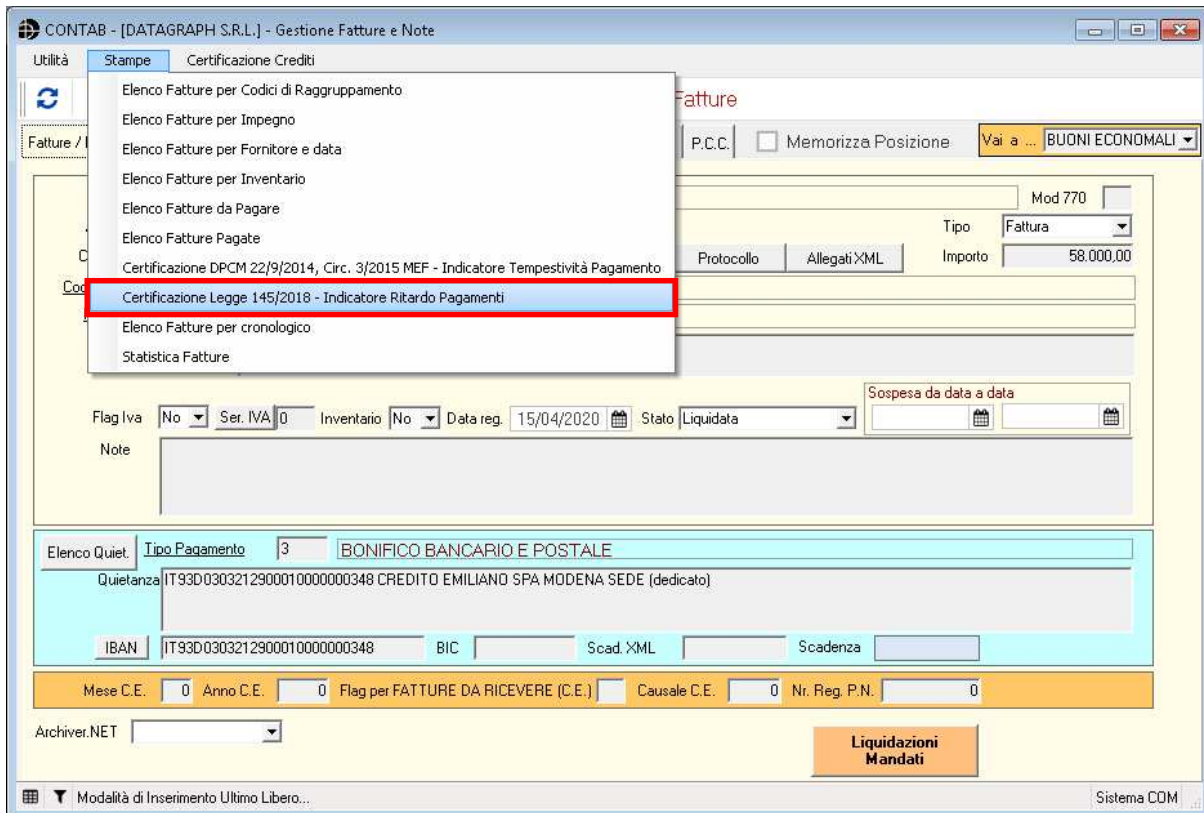 CONTAB - [DATAGRAPH S.R.L.] - Gestione Fatture e Note
Utilità Stampe Certificazione Crediti
Elenco Fatture per Codici di Raggruppamento
Elenco Fatture per Impegno
Elenco Fatture per Fornitore e data
Elenco Fatture per Inventario
Elenco Fatture da Pagare
Elenco Fatture Pagate
Certificazione DPCM 22/9/2014, Circ. 3/2015 MEF - Indicatore Tempestività Pagamento
Certificazione Legge 145/2018 - Indicatore Ritardo Pagamenti
Elenco Fatture per cronologico
Statistica Fatture
Fatture
Fatture / P.C.C. Memorizza Posizione Vai a ... BUONI ECONOMALI
Mod 770
Tipo Fattura
Protocollo Allegati XML Importo 58.000,00
Sospesa da data a data
Flag Iva No Ser. IVA 0 Inventario No Data reg. 15/04/2020 Stato Liquidata
Note
Elenco Quiet. Tipo Pagamento 3 BONIFICO BANCARIO E POSTALE
Quietanza IT93D0303212900010000000348 CREDITO EMILIANO SPA MODENA SEDE (dedicato)
IBAN IT93D0303212900010000000348 BIC Scad. XML Scadenza
Mese C.E. 0 Anno C.E. 0 Flag per FATTURE DA RICEVERE (C.E.) Causale C.E. 0 Nr. Reg. P.N. 0
Archiver.NET
Liquidazioni
Mandati
Modalità di Inserimento Ultimo Libero... Sistema COM